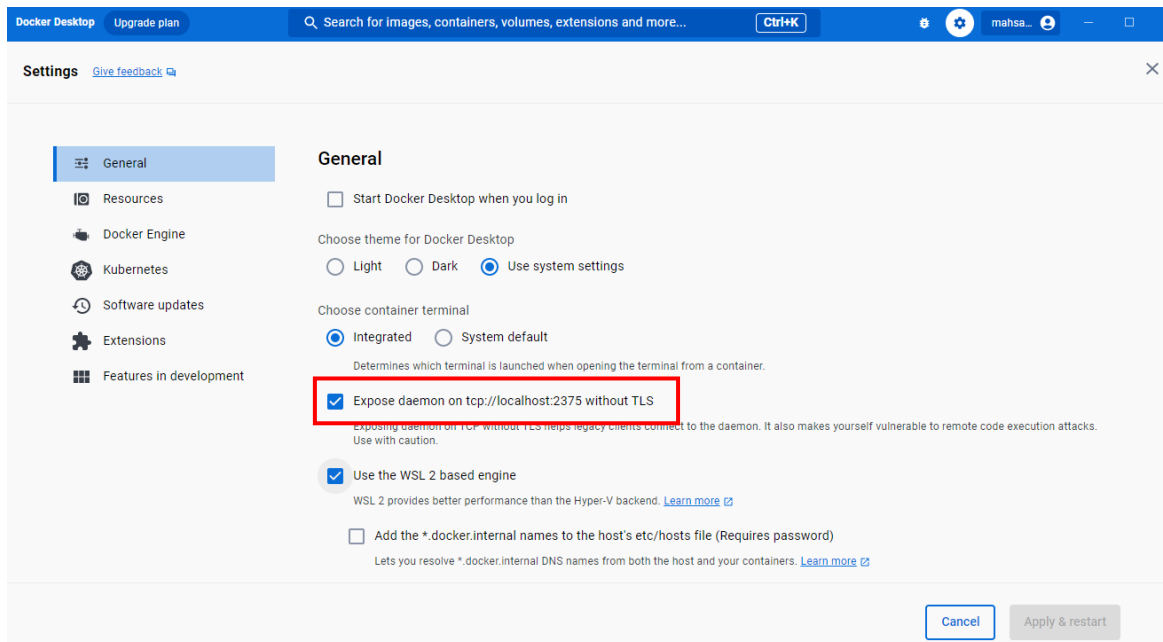 Docker Desktop Upgrade plan Search for images, containers, volumes, extensions and more... Ctrl+K mahsa...
Settings Give feedback
General
Resources
Docker Engine
Kubernetes
Software updates
Extensions
Features in development
General
Start Docker Desktop when you log in
Choose theme for Docker Desktop
Light Dark Use system settings
Choose container terminal
Integrated System default
Determines which terminal is launched when opening the terminal from a container.
Expose daemon on tcp://localhost:2375 without TLS
Exposing daemon on TCP without TLS helps legacy clients connect to the daemon. It also makes yourself vulnerable to remote code execution attacks.
Use with caution.
Use the WSL 2 based engine
WSL 2 provides better performance than the Hyper-V backend. Learn more
Add the *.docker.internal names to the host's etc/hosts file (Requires password)
Lets you resolve *.docker.internal DNS names from both the host and your containers. Learn more
Cancel Apply & restart